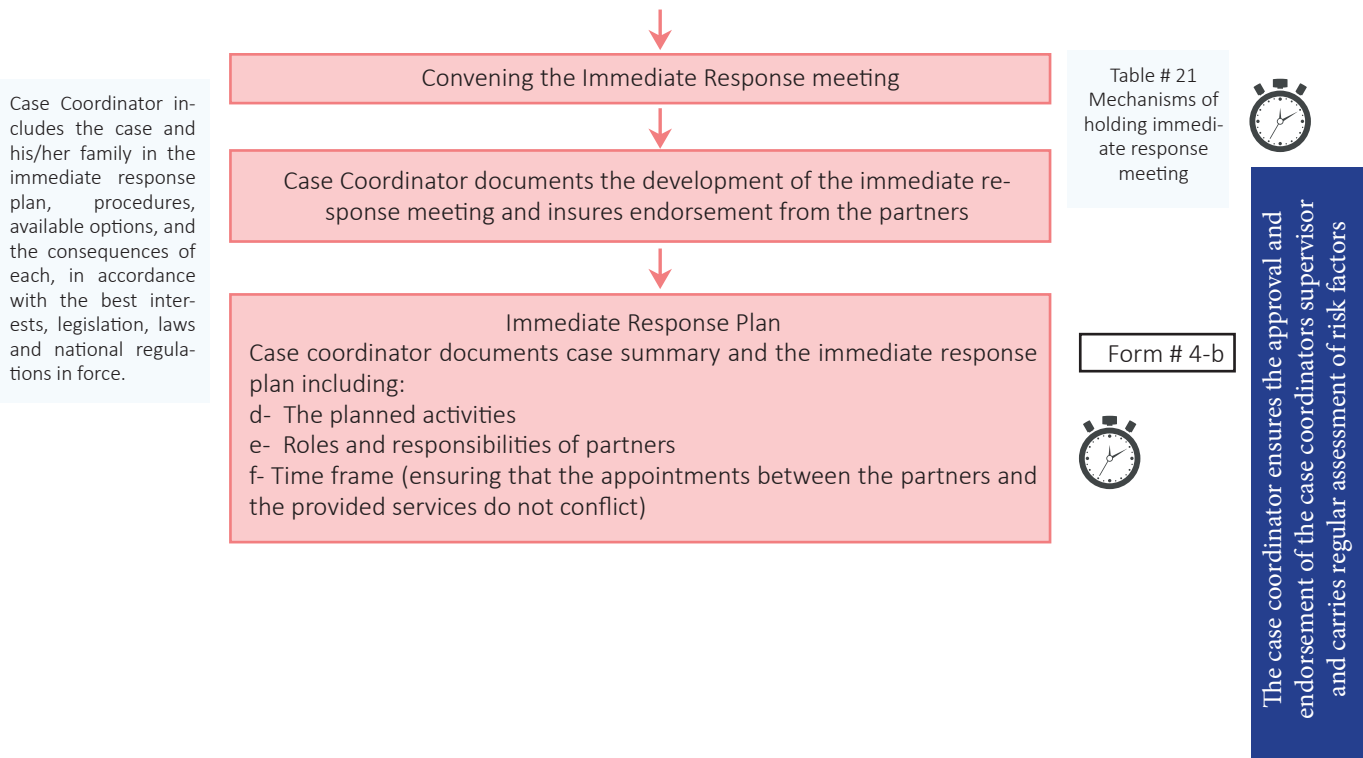 Convening the Immediate Response meeting
Table # 21
Mechanisms of
holding immedi-
ate response
meeting
Case Coordinator in-
cludes the case and
his/her family in the
immediate response
plan, procedures,
available options, and
the consequences of
each, in accordance
with the best inter-
ests, legislation, laws
and national regula-
tions in force.
Case Coordinator documents the development of the immediate re-
sponse meeting and insures endorsement from the partners
Immediate Response Plan
Case coordinator documents case summary and the immediate response
plan including:
d- The planned activities
e- Roles and responsibilities of partners
f- Time frame (ensuring that the appointments between the partners and
the provided services do not conflict)
Form # 4-b
The case coordinator ensures the approval and
endorsement of the case coordinators supervisor
and carries regular assessment of risk factors